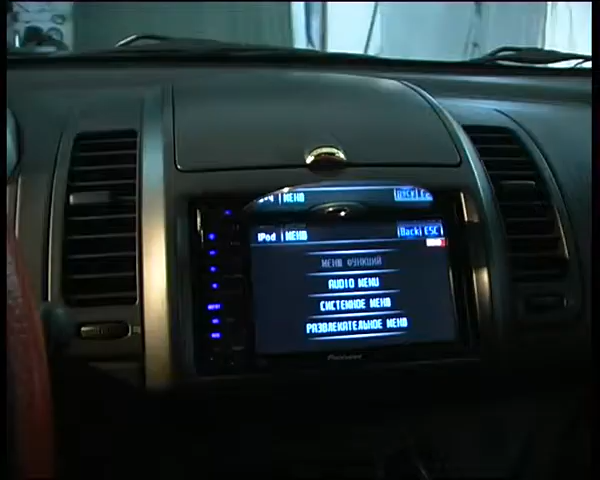 iPod МЕНЮ Back ESC
МЕНЮ ФУНКЦИЙ
AUDIO МЕНЮ
СИСТЕМНОЕ МЕНЮ
РАЗВЛЕКАТЕЛЬНОЕ МЕНЮ
Pioneer